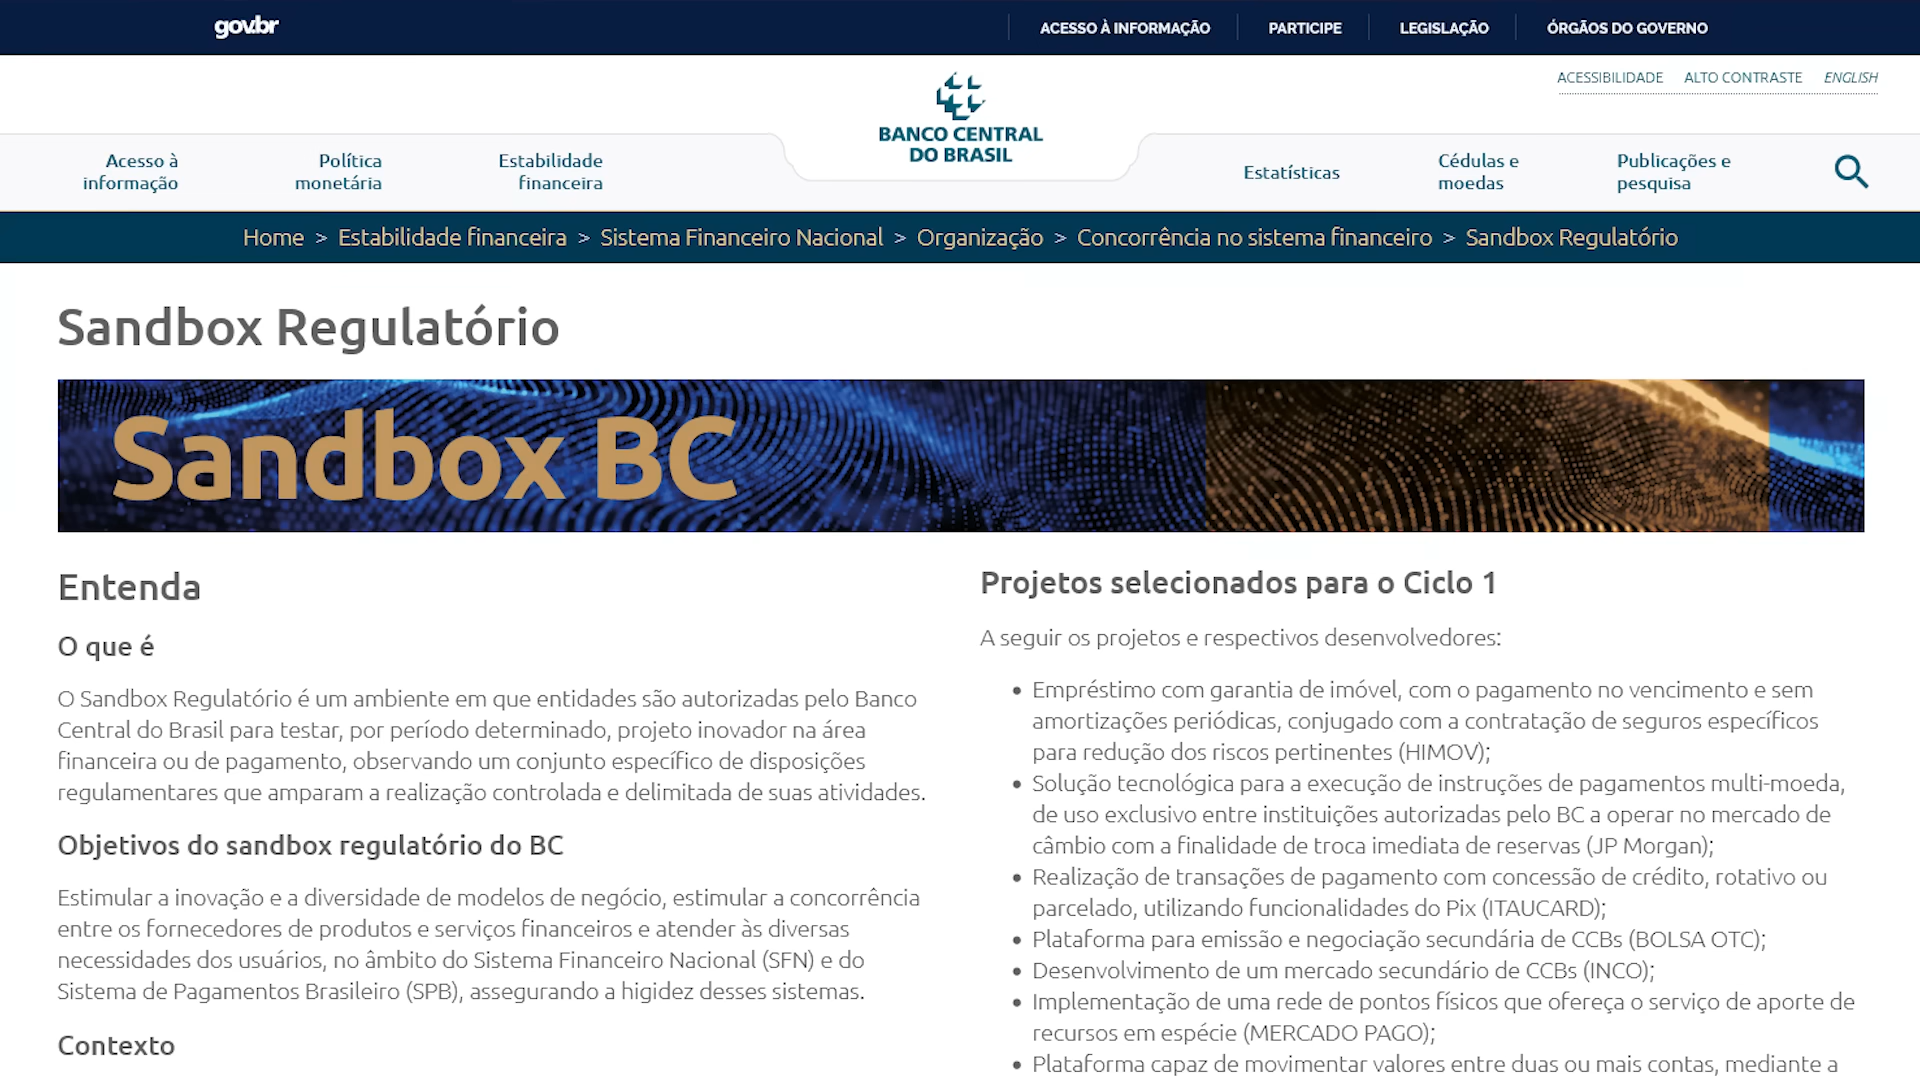 gov.br
ACESSO À INFORMAÇÃO
PARTICIPE
LEGISLAÇÃO
ÓRGÃOS DO GOVERNO
ACESSIBILIDADE
ALTO CONTRASTE
ENGLISH
BANCO CENTRAL
DO BRASIL
Acesso à
informação
Política
monetária
Estabilidade
financeira
Estatísticas
Cédulas e
moedas
Publicações e
pesquisa
Home > Estabilidade financeira > Sistema Financeiro Nacional > Organização > Concorrência no sistema financeiro > Sandbox Regulatório
Sandbox Regulatório
Sandbox BC
Entenda
O que é
O Sandbox Regulatório é um ambiente em que entidades são autorizadas pelo Banco
Central do Brasil para testar, por período determinado, projeto inovador na área
financeira ou de pagamento, observando um conjunto específico de disposições
regulamentares que amparam a realização controlada e delimitada de suas atividades.
Objetivos do sandbox regulatório do BC
Estimular a inovação e a diversidade de modelos de negócio, estimular a concorrência
entre os fornecedores de produtos e serviços financeiros e atender às diversas
necessidades dos usuários, no âmbito do Sistema Financeiro Nacional (SFN) e do
Sistema de Pagamentos Brasileiro (SPB), assegurando a higidez desses sistemas.
Contexto
Projetos selecionados para o Ciclo 1
A seguir os projetos e respectivos desenvolvedores:
• Empréstimo com garantia de imóvel, com o pagamento no vencimento e sem
amortizações periódicas, conjugado com a contratação de seguros específicos
para redução dos riscos pertinentes (HIMOV);
• Solução tecnológica para a execução de instruções de pagamentos multi-moeda,
de uso exclusivo entre instituições autorizadas pelo BC a operar no mercado de
câmbio com a finalidade de troca imediata de reservas (JP Morgan);
• Realização de transações de pagamento com concessão de crédito, rotativo ou
parcelado, utilizando funcionalidades do Pix (ITAUCARD);
• Plataforma para emissão e negociação secundária de CCBs (BOLSA OTC);
• Desenvolvimento de um mercado secundário de CCBs (INCO);
• Implementação de uma rede de pontos físicos que ofereça o serviço de aporte de
recursos em espécie (MERCADO PAGO);
• Plataforma capaz de movimentar valores entre duas ou mais contas, mediante a